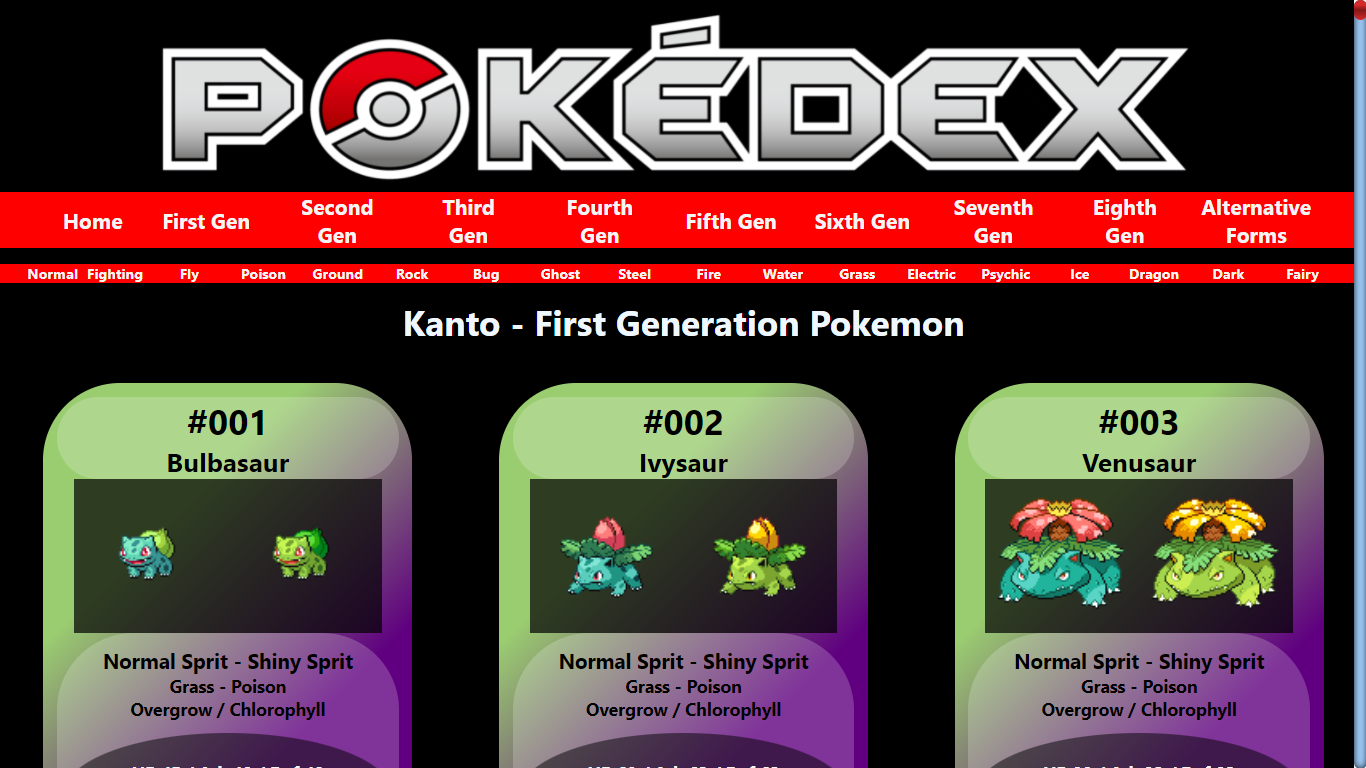 POKÉDEX
Home First Gen Second Gen Third Gen Fourth Gen Fifth Gen Sixth Gen Seventh Gen Eighth Gen Alternative Forms
Normal Fighting Fly Poison Ground Rock Bug Ghost Steel Fire Water Grass Electric Psychic Ice Dragon Dark Fairy
Kanto - First Generation Pokemon
#001
Bulbasaur
Normal Sprit - Shiny Sprit
Grass - Poison
Overgrow / Chlorophyll
#002
Ivysaur
Normal Sprit - Shiny Sprit
Grass - Poison
Overgrow / Chlorophyll
#003
Venusaur
Normal Sprit - Shiny Sprit
Grass - Poison
Overgrow / Chlorophyll